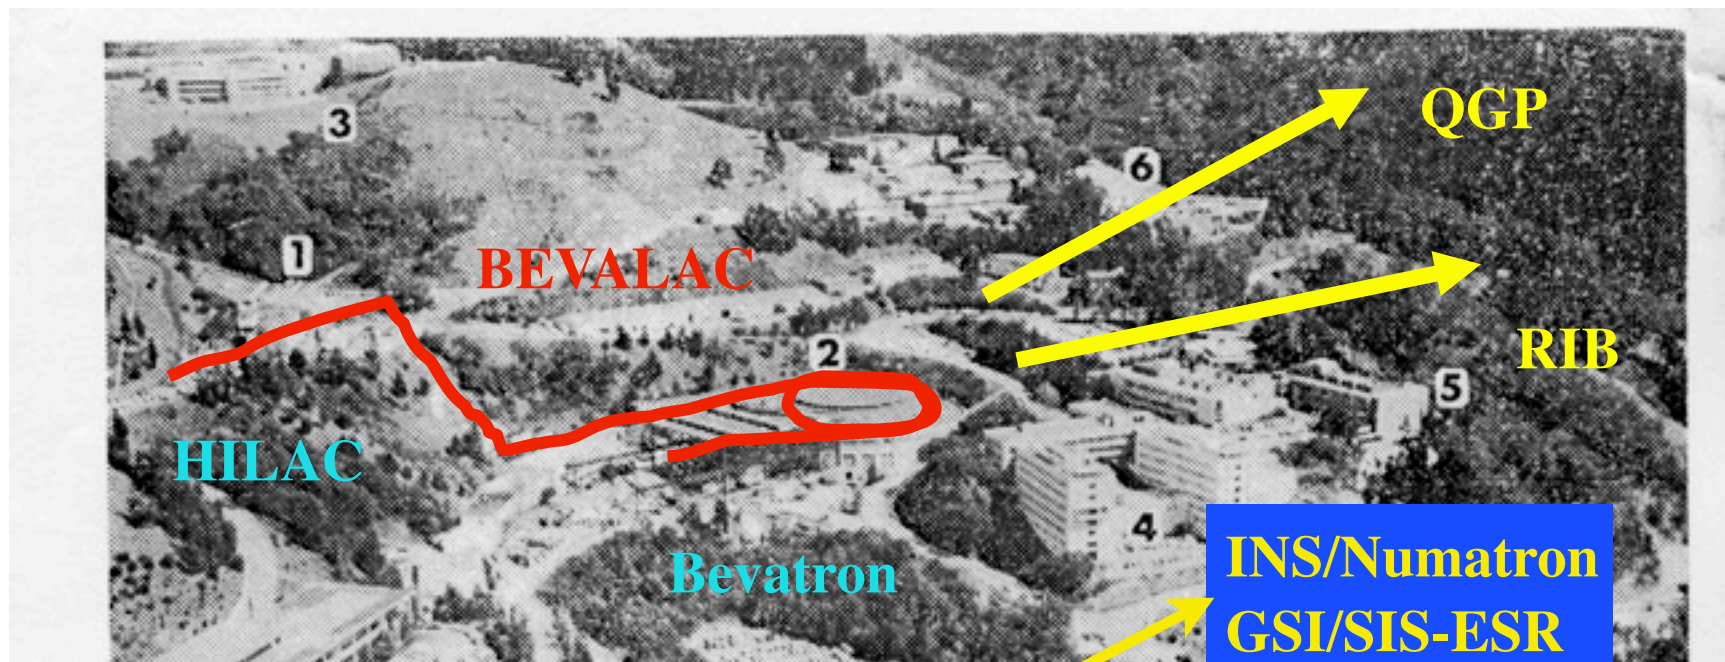 QGP
3
6
1
BEVALAC
2
RIB
5
HILAC
4
Bevatron
INS/Numatron
GSI/SIS-ESR